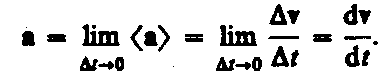 a = lim_{Δt→0} ⟨a⟩ = lim_{Δt→0} Δv/Δt = dv/dt.